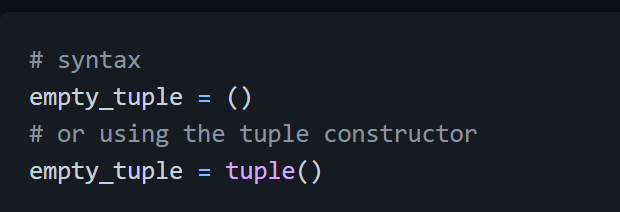 # syntax
empty_tuple = ()
# or using the tuple constructor
empty_tuple = tuple()